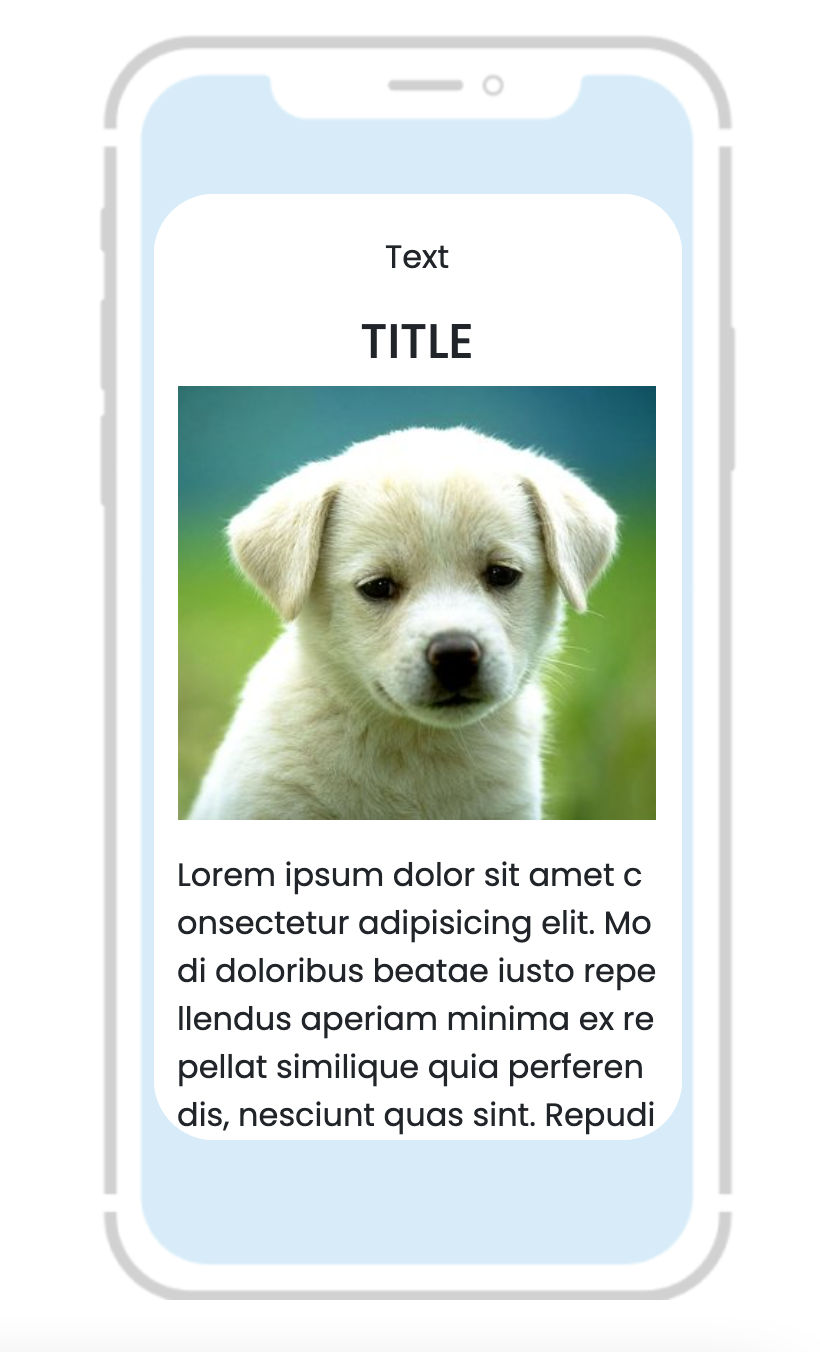 Text
TITLE
Lorem ipsum dolor sit amet c
onsectetur adipisicing elit. Mo
di doloribus beatae iusto repe
llendus aperiam minima ex re
pellat similique quia perferen
dis, nesciunt quas sint. Repudi